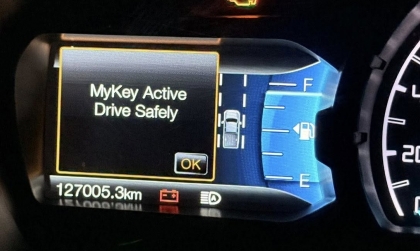 MyKey Active
Drive Safely
OK
F
E
127005.3km